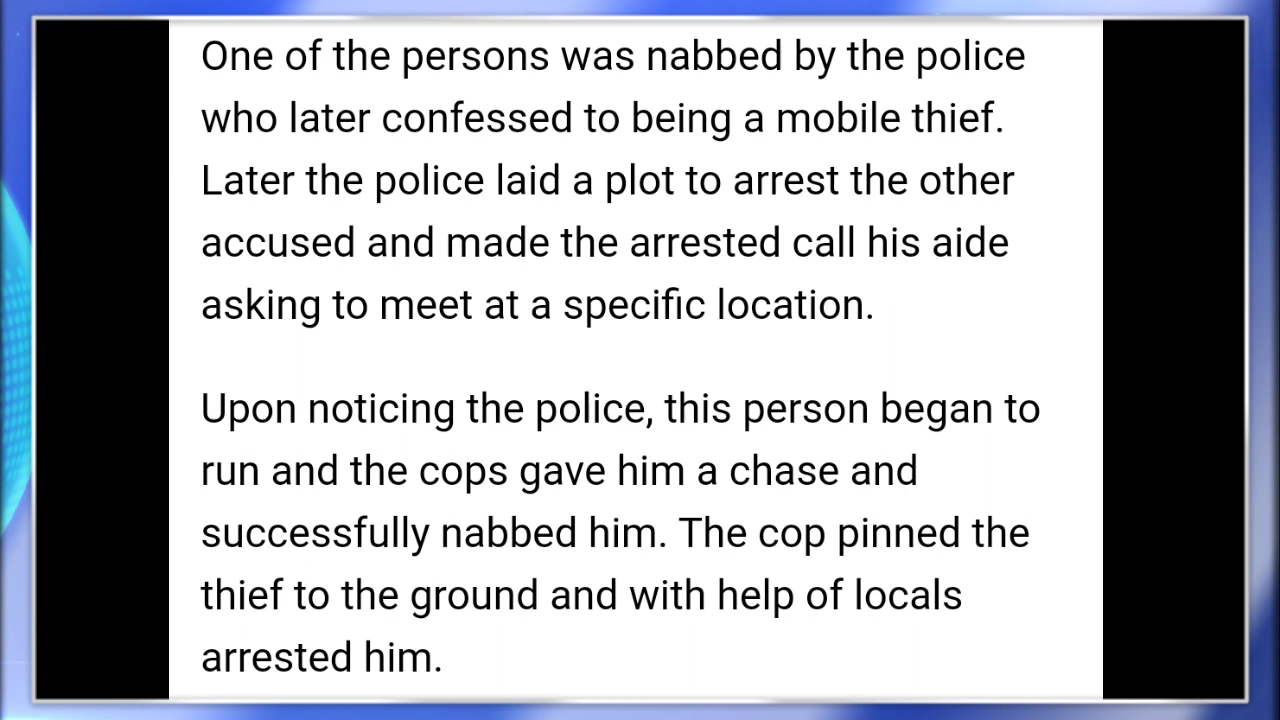 One of the persons was nabbed by the police
who later confessed to being a mobile thief.
Later the police laid a plot to arrest the other
accused and made the arrested call his aide
asking to meet at a specific location.
Upon noticing the police, this person began to
run and the cops gave him a chase and
successfully nabbed him. The cop pinned the
thief to the ground and with help of locals
arrested him.